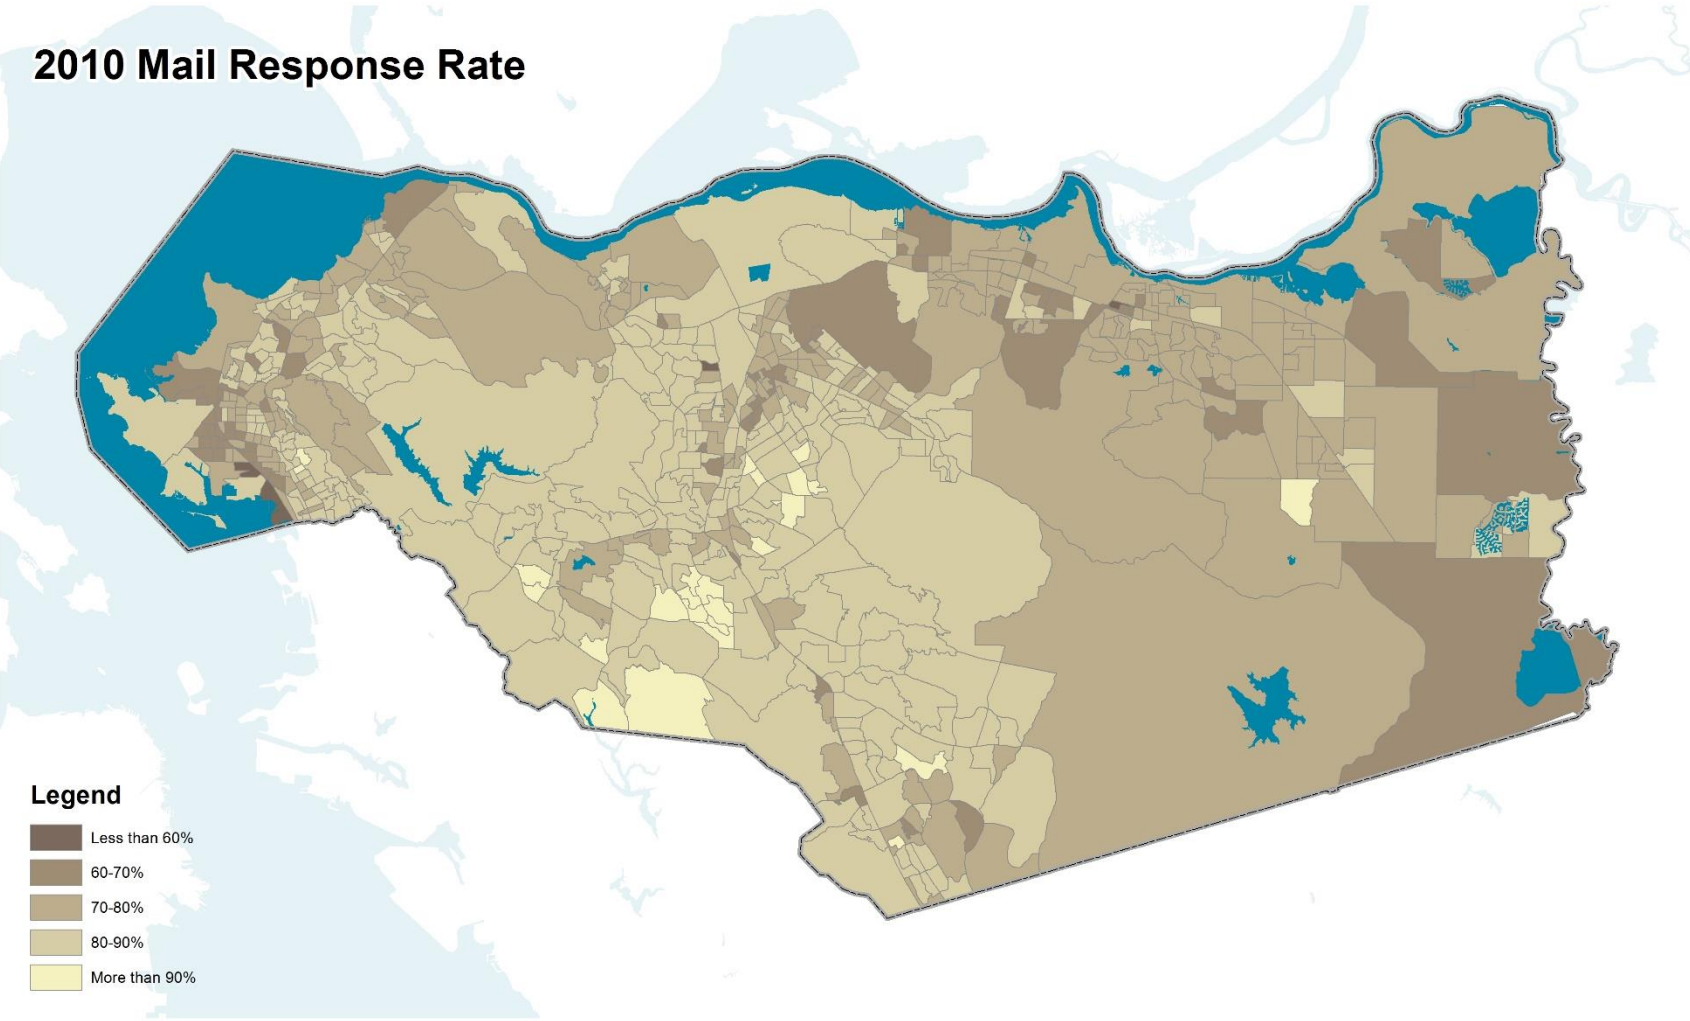 2010 Mail Response Rate
Legend
Less than 60%
60-70%
70-80%
80-90%
More than 90%